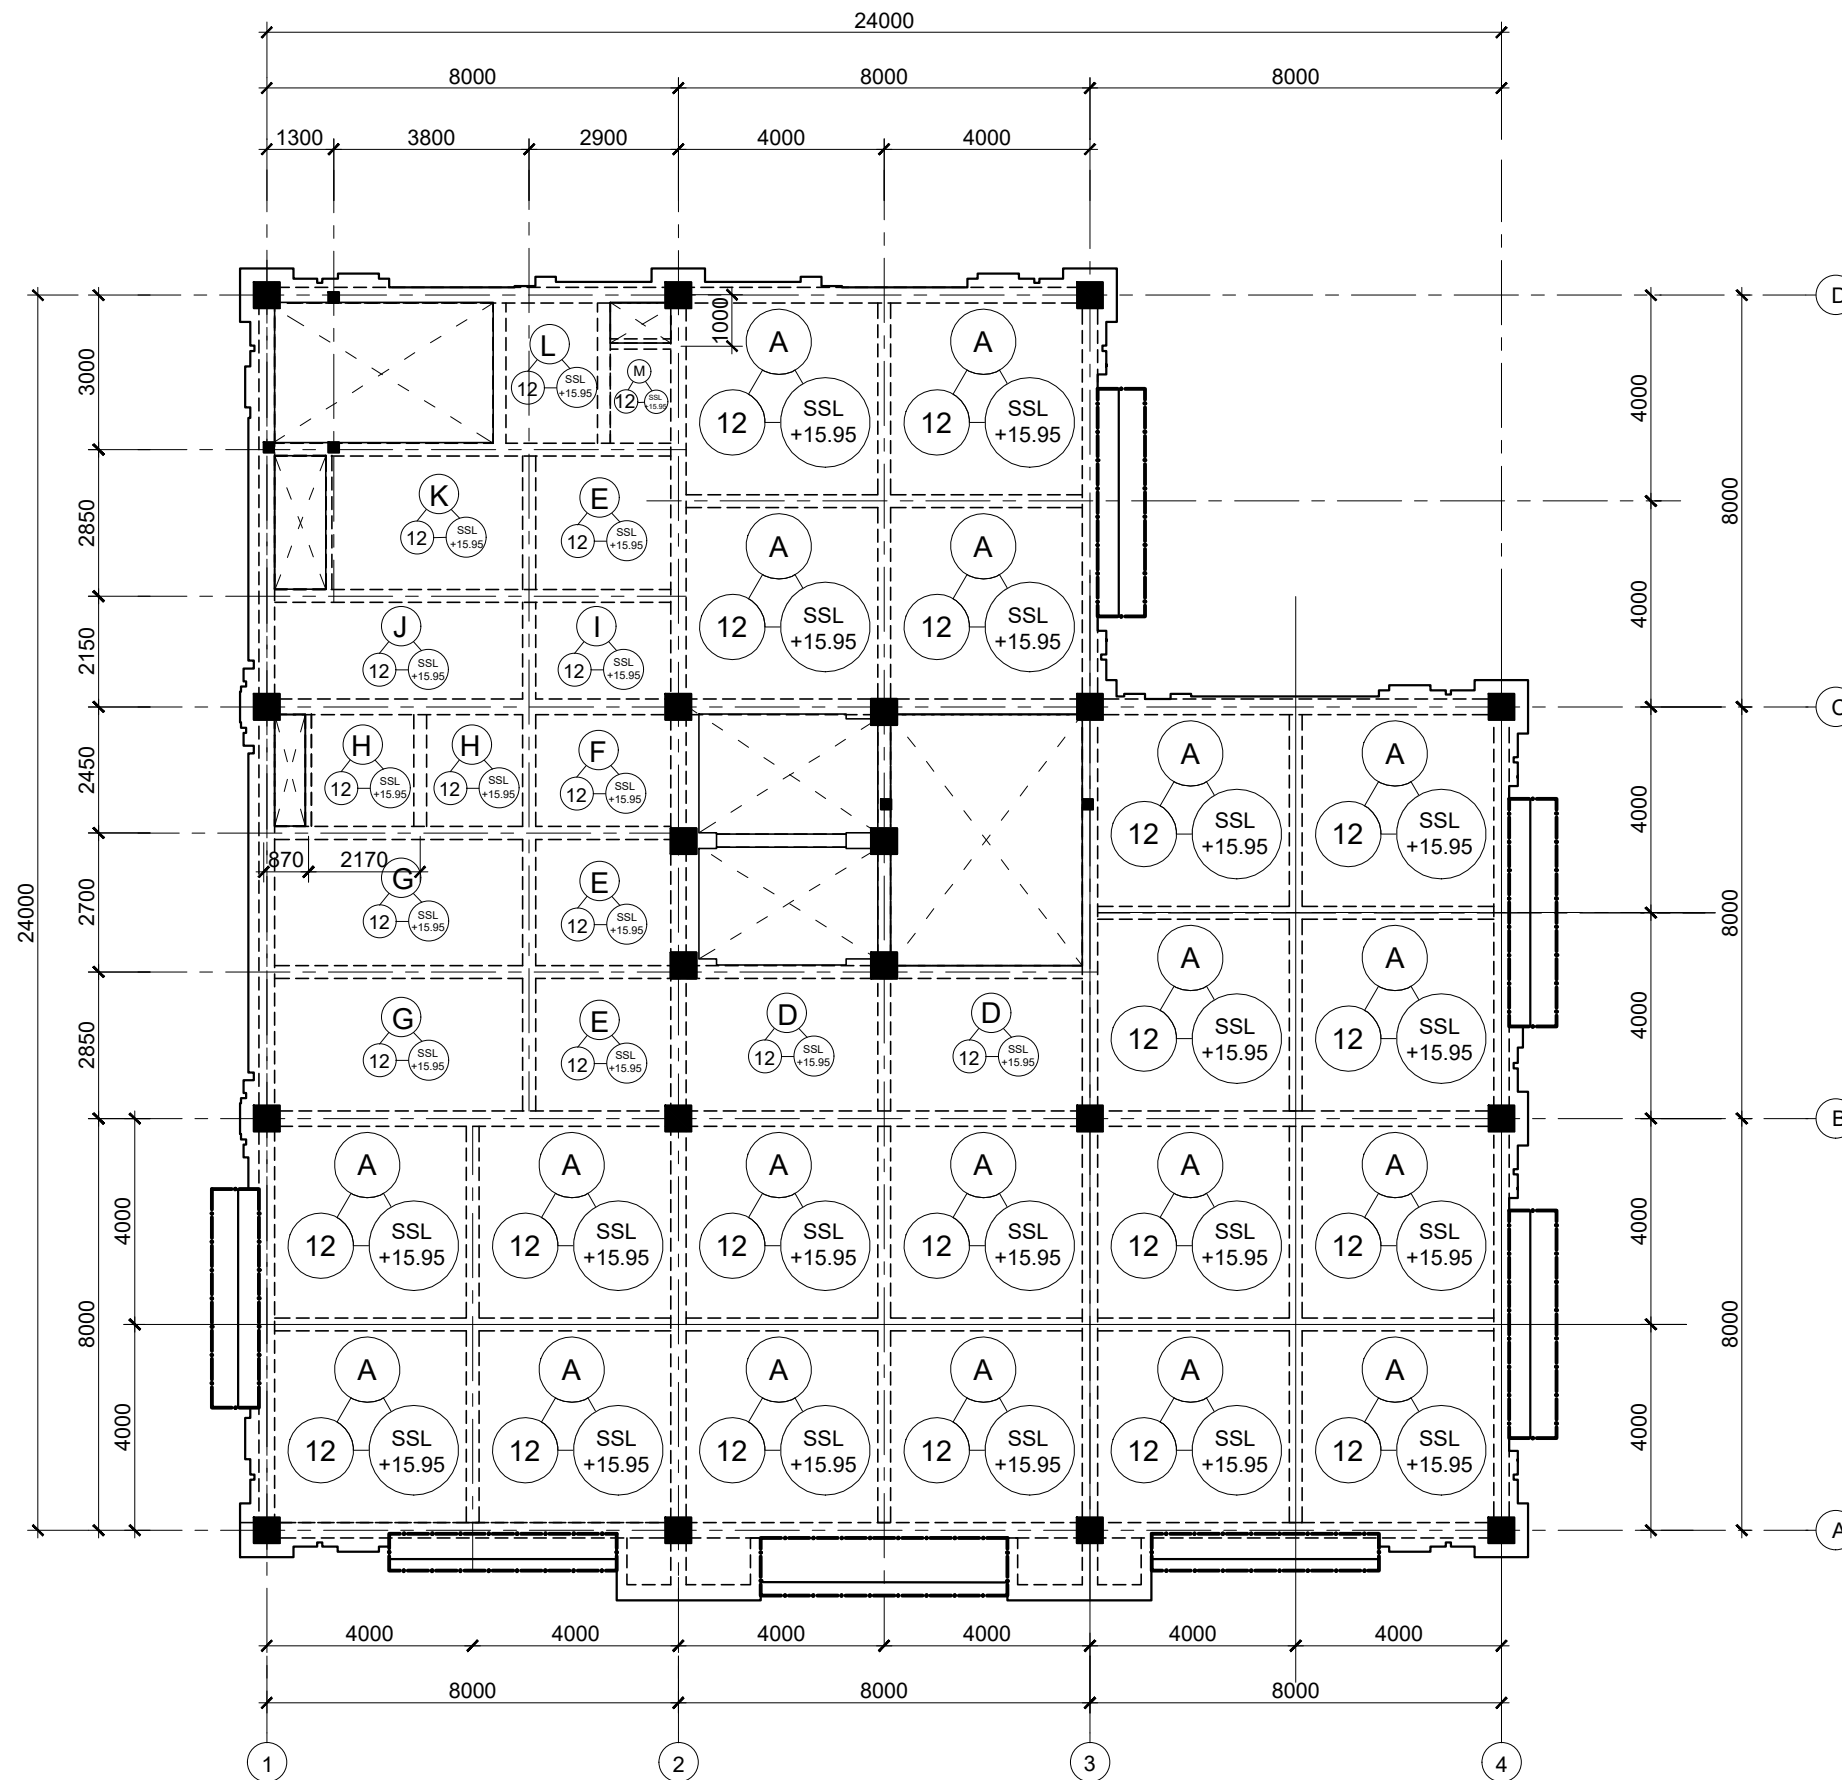 24000
8000 8000 8000
1300 3800 2900 4000 4000
D
1000
3000
L
12 SSL
+15.95
M
12 SSL
+15.95
A A
12 SSL
+15.95
12 SSL
+15.95
4000
8000
K
12 SSL
+15.95
E
12 SSL
+15.95
2850
A A
12 SSL
+15.95
12 SSL
+15.95
4000
J
12 SSL
+15.95
I
12 SSL
+15.95
2150
C
H
12 SSL
+15.95
H
12 SSL
+15.95
F
12 SSL
+15.95
2450
A A
12 SSL
+15.95
12 SSL
+15.95
4000
870 2170
24000
G
12 SSL
+15.95
E
12 SSL
+15.95
2700
8000
A A
12 SSL
+15.95
12 SSL
+15.95
4000
G
12 SSL
+15.95
E
12 SSL
+15.95
D
12 SSL
+15.95
D
12 SSL
+15.95
2850
B
A A A A A A
12 SSL
+15.95
12 SSL
+15.95
12 SSL
+15.95
12 SSL
+15.95
12 SSL
+15.95
12 SSL
+15.95
4000 4000
8000 8000
A A A A A A
12 SSL
+15.95
12 SSL
+15.95
12 SSL
+15.95
12 SSL
+15.95
12 SSL
+15.95
12 SSL
+15.95
4000 4000
A
4000 4000 4000 4000 4000 4000
8000 8000 8000
1 2 3 4